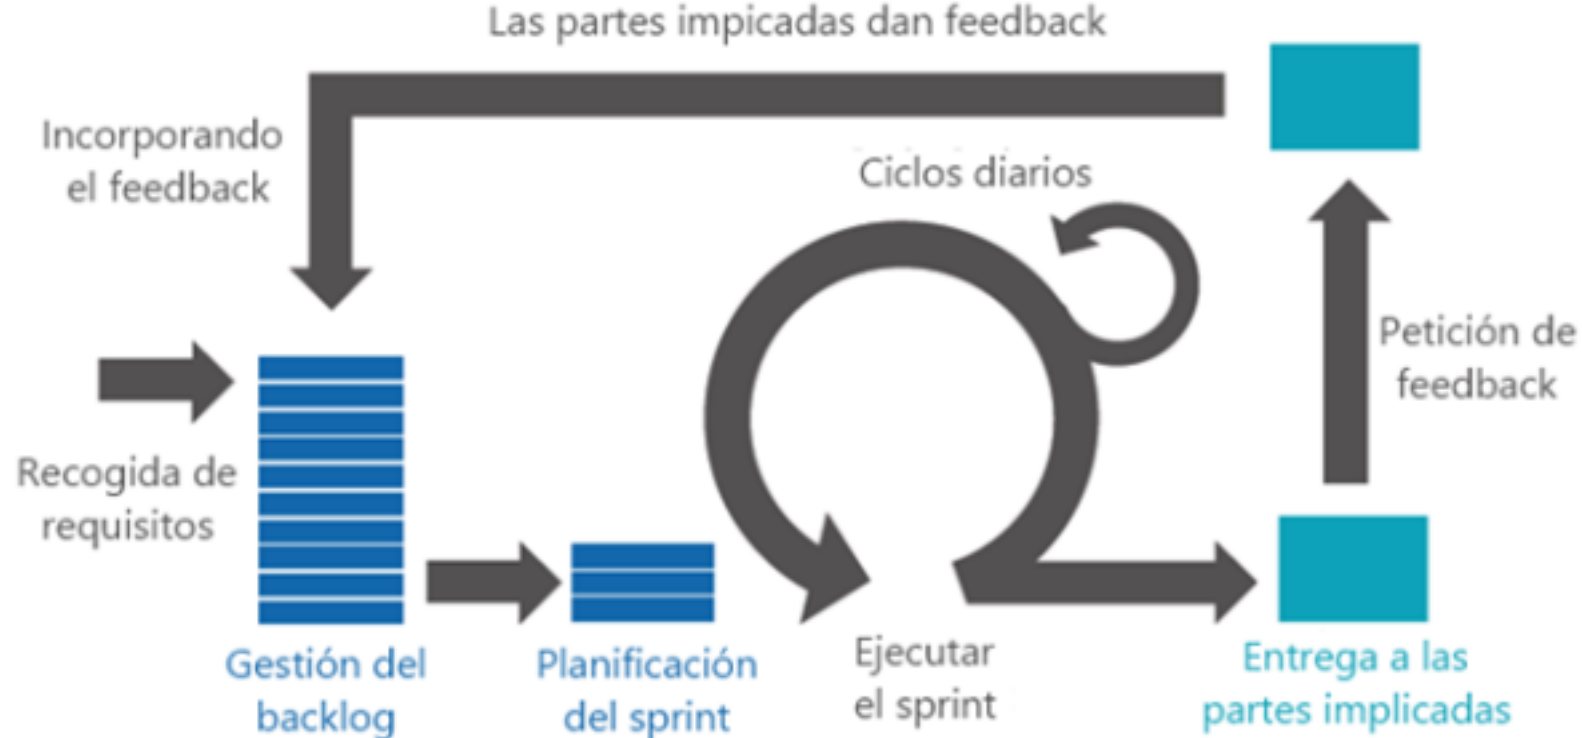 Las partes impicadas dan feedback
Incorporando
el feedback
Ciclos diarios
Petición de
feedback
Recogida de
requisitos
Gestión del
backlog
Planificación
del sprint
Ejecutar
el sprint
Entrega a las
partes implicadas